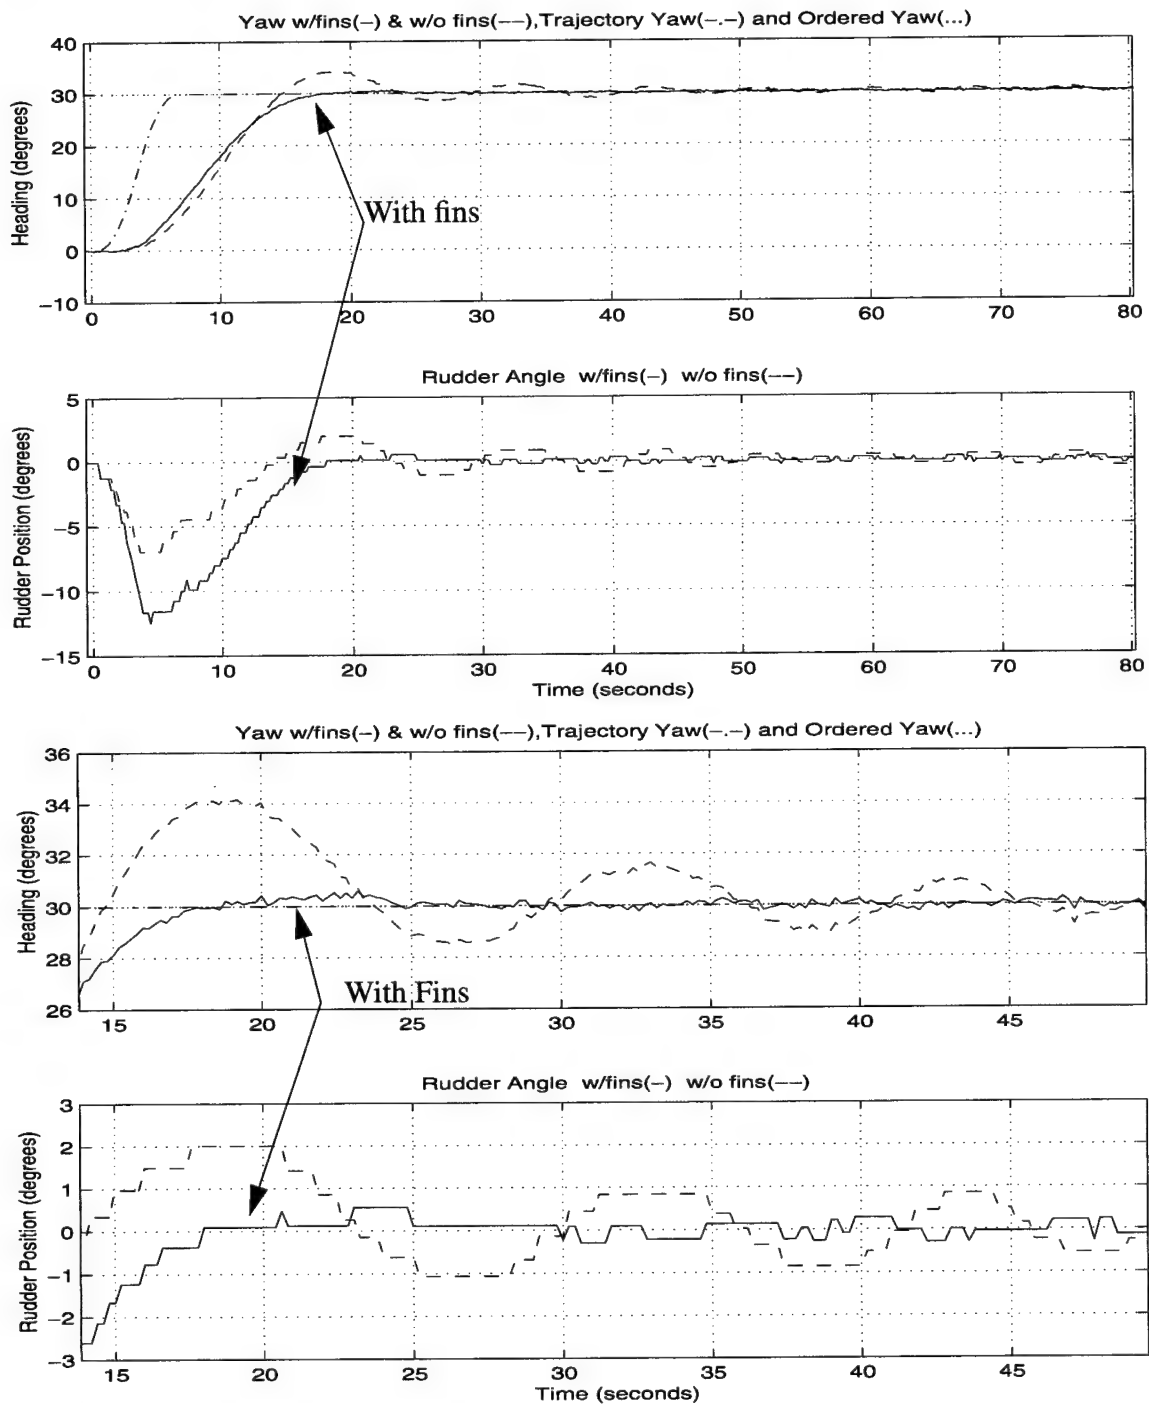 Yaw w/fins(−) & w/o fins(−−),Trajectory Yaw(−.−) and Ordered Yaw(...)
40
30
20
10
0
−10
Heading (degrees)
With fins
0 10 20 30 40 50 60 70 80
Rudder Angle w/fins(−) w/o fins(−−)
5
0
−5
−10
−15
Rudder Position (degrees)
0 10 20 30 40 50 60 70 80
Time (seconds)
Yaw w/fins(−) & w/o fins(−−),Trajectory Yaw(−.−) and Ordered Yaw(...)
36
34
32
30
28
26
Heading (degrees)
With Fins
15 20 25 30 35 40 45
Rudder Angle w/fins(−) w/o fins(−−)
3
2
1
0
−1
−2
−3
Rudder Position (degrees)
15 20 25 30 35 40 45
Time (seconds)